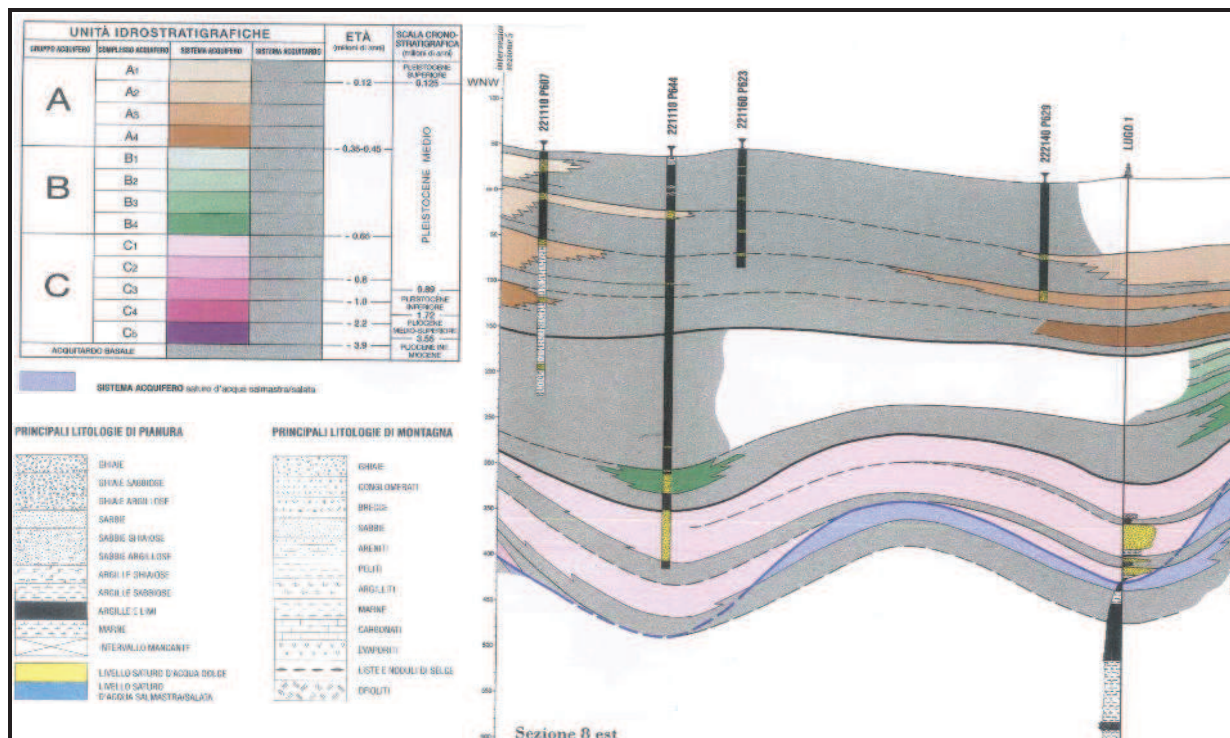 UNITÀ IDROSTRATIGRAFICHE
GRUPPO ACQUIFERO COMPLESSO ACQUIFERO SISTEMA ACQUIFERO SISTEMA ACQUITARDO
ETÀ
(milioni di anni)
SCALA CRONO-
STRATIGRAFICA
(milioni di anni)
A
A1
A2
A3
A4
B
B1
B2
B3
B4
C
C1
C2
C3
C4
C5
ACQUITARDO BASALE
- 0.12
- 0.35-0.45
- 0.65
- 0.8
- 1.0
- 2.2
- 3.9
PLEISTOCENE
SUPERIORE
0.125
PLEISTOCENE MEDIO
0.89
PLEISTOCENE
INFERIORE
1.72
PLIOCENE
MEDIO-SUPERIORE
3.55
PLIOCENE INF.
MIOCENE
SISTEMA ACQUIFERO saturo d'acqua salmastra/salata
PRINCIPALI LITOLOGIE DI PIANURA
GHIAIE
GHIAIE SABBIOSE
GHIAIE ARGILLOSE
SABBIE
SABBIE GHIAIOSE
SABBIE ARGILLOSE
ARGILLE GHIAIOSE
ARGILLE SABBIOSE
ARGILLE E LIMI
MARNE
INTERVALLO MANCANTE
LIVELLO SATURO D'ACQUA DOLCE
LIVELLO SATURO
D'ACQUA SALMASTRA/SALATA
PRINCIPALI LITOLOGIE DI MONTAGNA
GHIAIE
CONGLOMERATI
BRECCE
SABBIE
ARENITI
PELITI
ARGILLITI
MARNE
CARBONATI
EVAPORITI
LISTE E NODULI DI SELCE
OFIOLITI
intersezione
sezione 5
WNW
221110 P607
221110 P644
221160 P623
222140 P629
LUGO 1
Sezione 8 est